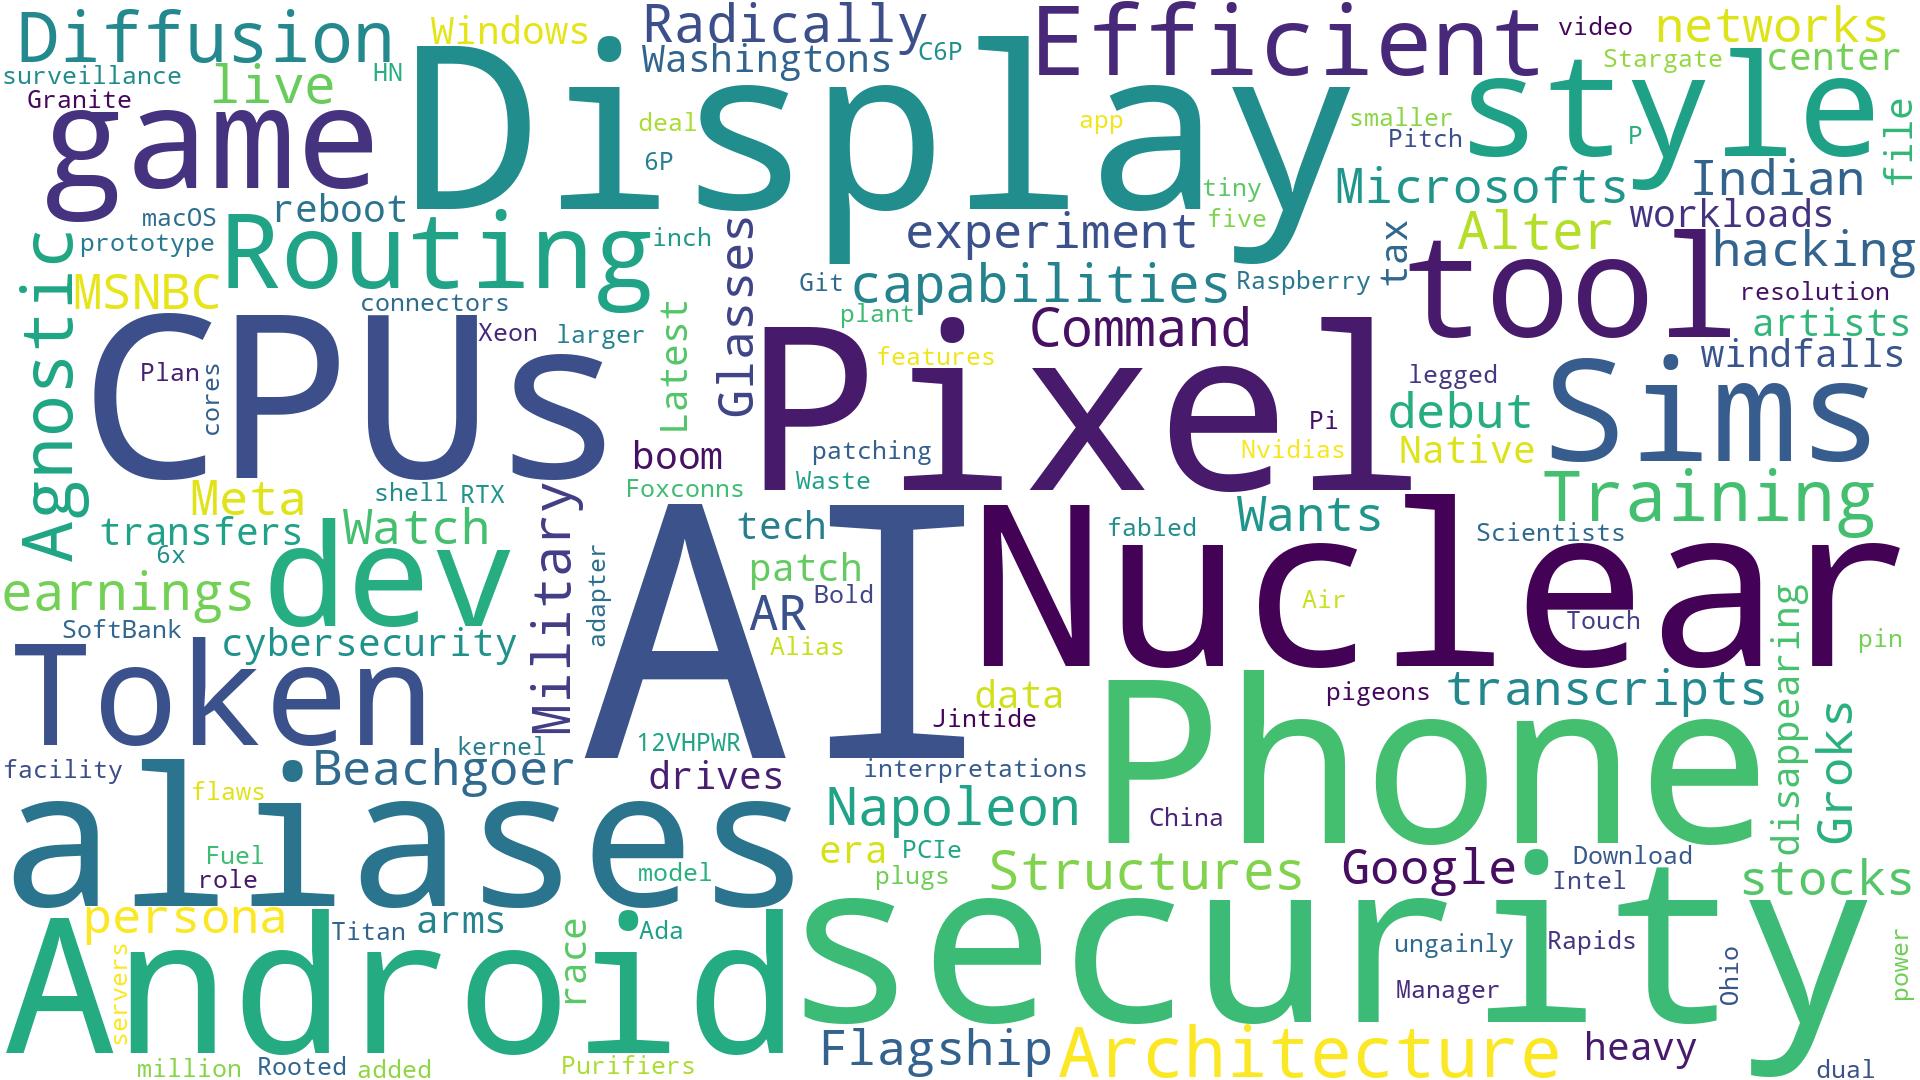 Diffusion
Windows
Radically
Efficient
video
networks
surveillance
HN
Washingtons
C6P
Stargate
center
Granite
live
Display
style
game
deal
app
smaller
file
6P
Pitch
P
macOS
reboot
tiny
Microsofts
Indian
prototype
Routing
inch
five
Alter
workloads
Agnostic
Glasses
experiment
tax
tool
hacking
MSNBC
connectors
Git
capabilities
Raspberry
resolution
CPUs
Xeon
larger
Latest
plant
Command
artists
Plan
cores
Pixel
features
legged
Sims
windfalls
boom
patching
Pi
debut
Meta
shell
RTX
Foxconns
Waste
Nvidias
Native
Training
transfers
Watch
Military
tech
fabled
Wants
Scientists
6x
dev
adapter
AI
patch
Nuclear
earnings
AR
Bold
Air
Touch
SoftBank
cybersecurity
Alias
disappearing
pin
Token
data
pigeons
transcripts
kernel
12VHPWR
Jintide
Phone
Groks
facility
Beachgoer
drives
interpretations
aliases
flaws
Napoleon
China
Fuel
role
model
era
PCIe
plugs
Structures
Google
Download
Intel
stocks
persona
Titan
arms
race
Ada
security
ungainly
Rapids
power
Android
servers
Manager
Ohio
million
Rooted
added
Purifiers
Flagship
Architecture
heavy
dual